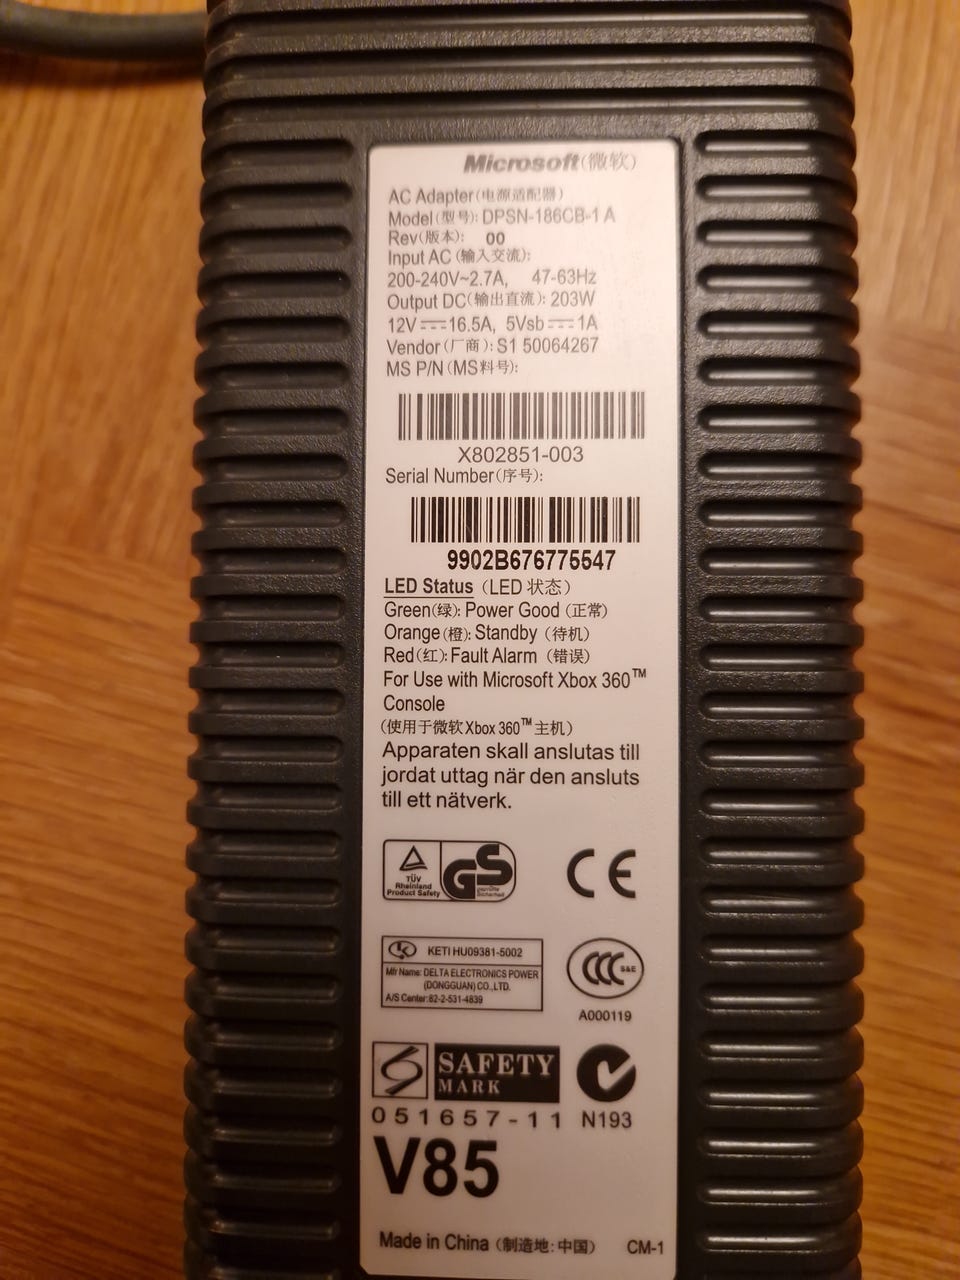 Microsoft(微软)
AC Adapter(电源适配器)
Model(型号): DPSN-186CB-1 A
Rev(版本): 00
Input AC(输入交流):
200-240V~2.7A, 47-63Hz
Output DC(输出直流): 203W
12V⎓16.5A, 5Vsb⎓1A
Vendor(厂商): S1 50064267
MS P/N(MS料号):
X802851-003
Serial Number(序号):
9902B676775547
LED Status (LED 状态)
Green(绿): Power Good (正常)
Orange(橙): Standby (待机)
Red(红): Fault Alarm (错误)
For Use with Microsoft Xbox 360™
Console
(使用于微软Xbox 360™主机)
Apparaten skall anslutas till
jordat uttag när den ansluts
till ett nätverk.
TÜV
Rheinland
Product Safety
GS
geprüfte
Sicherheit
CE
K KETI HU09381-5002
Mfr Name: DELTA ELECTRONICS POWER
(DONGGUAN) CO.,LTD.
A/S Center:82-2-531-4839
CCC S&E
A000119
SAFETY
MARK
051657-11
N193
V85
Made in China (制造地:中国) CM-1